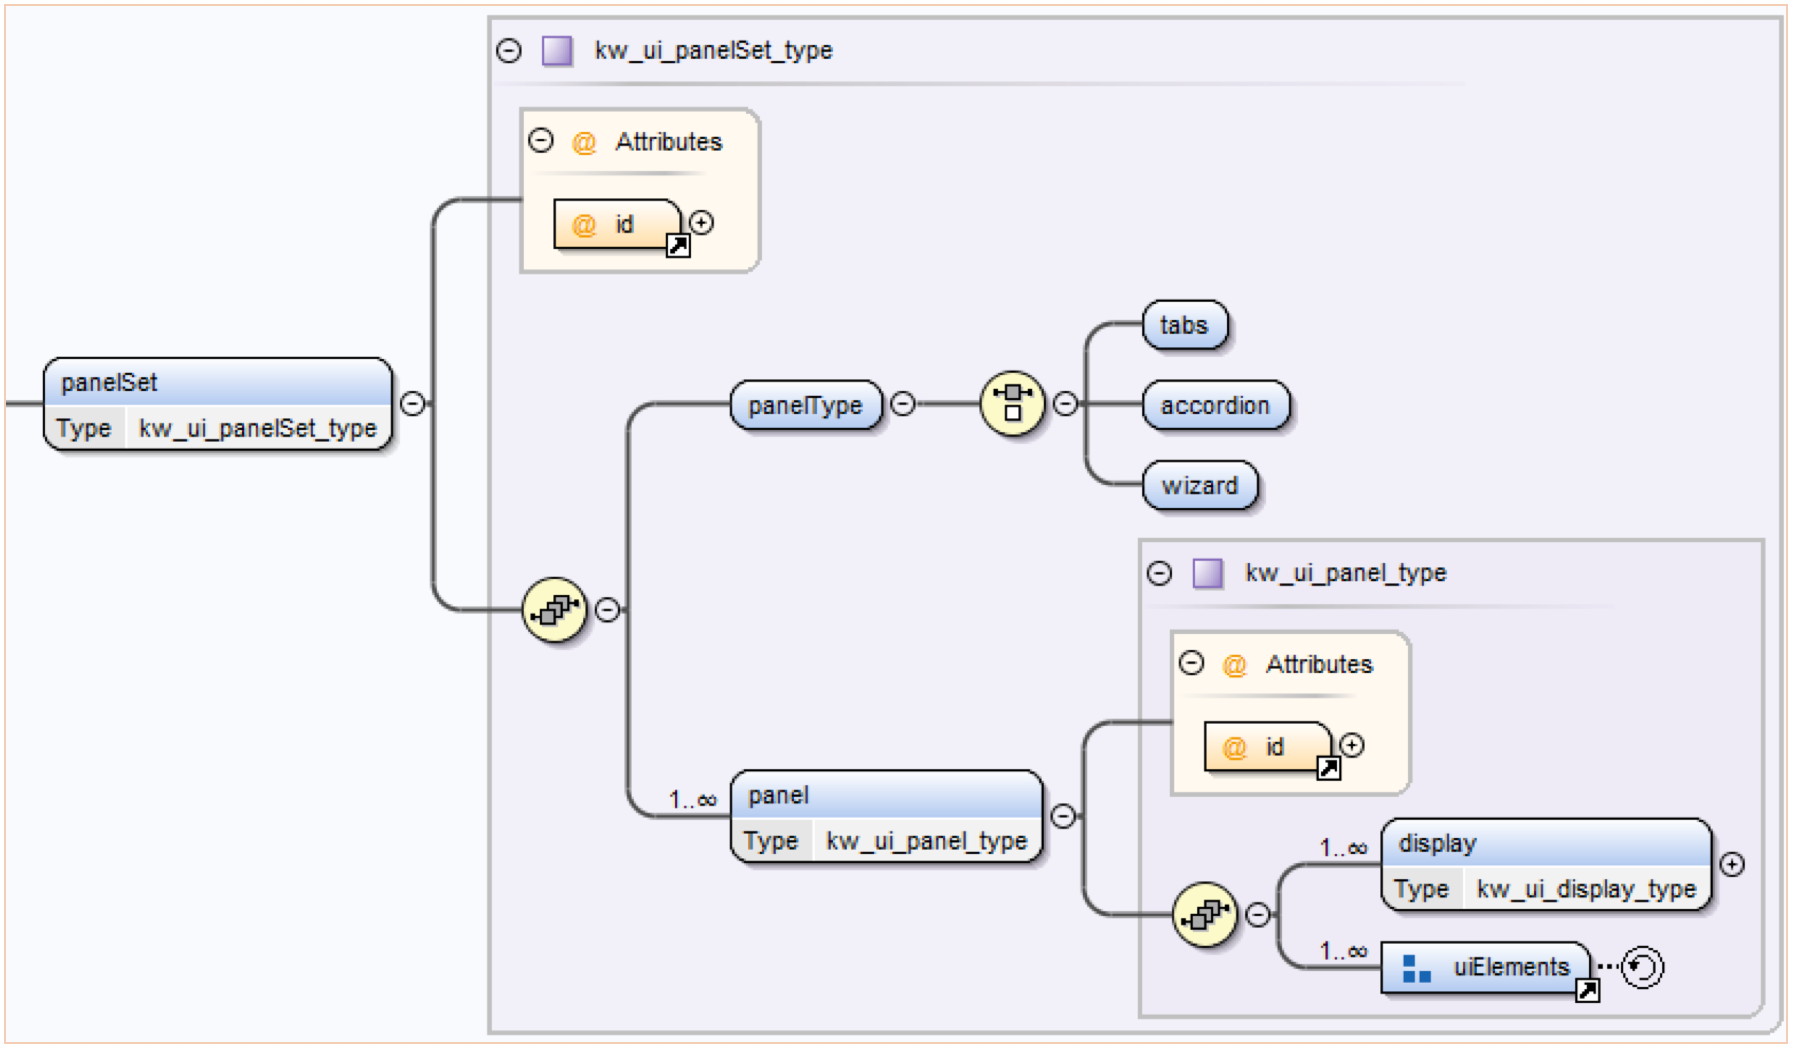 kw_ui_panelSet_type
@ Attributes
@ id
tabs
panelSet
Type kw_ui_panelSet_type
panelType
accordion
wizard
kw_ui_panel_type
@ Attributes
@ id
1..∞
panel
Type kw_ui_panel_type
1..∞
display
Type kw_ui_display_type
1..∞
uiElements